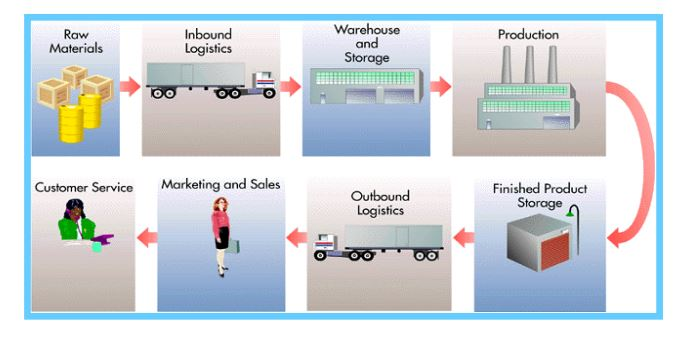 Raw
Materials
Inbound
Logistics
Warehouse
and
Storage
Production
Customer Service
Marketing and Sales
Outbound
Logistics
Finished Product
Storage